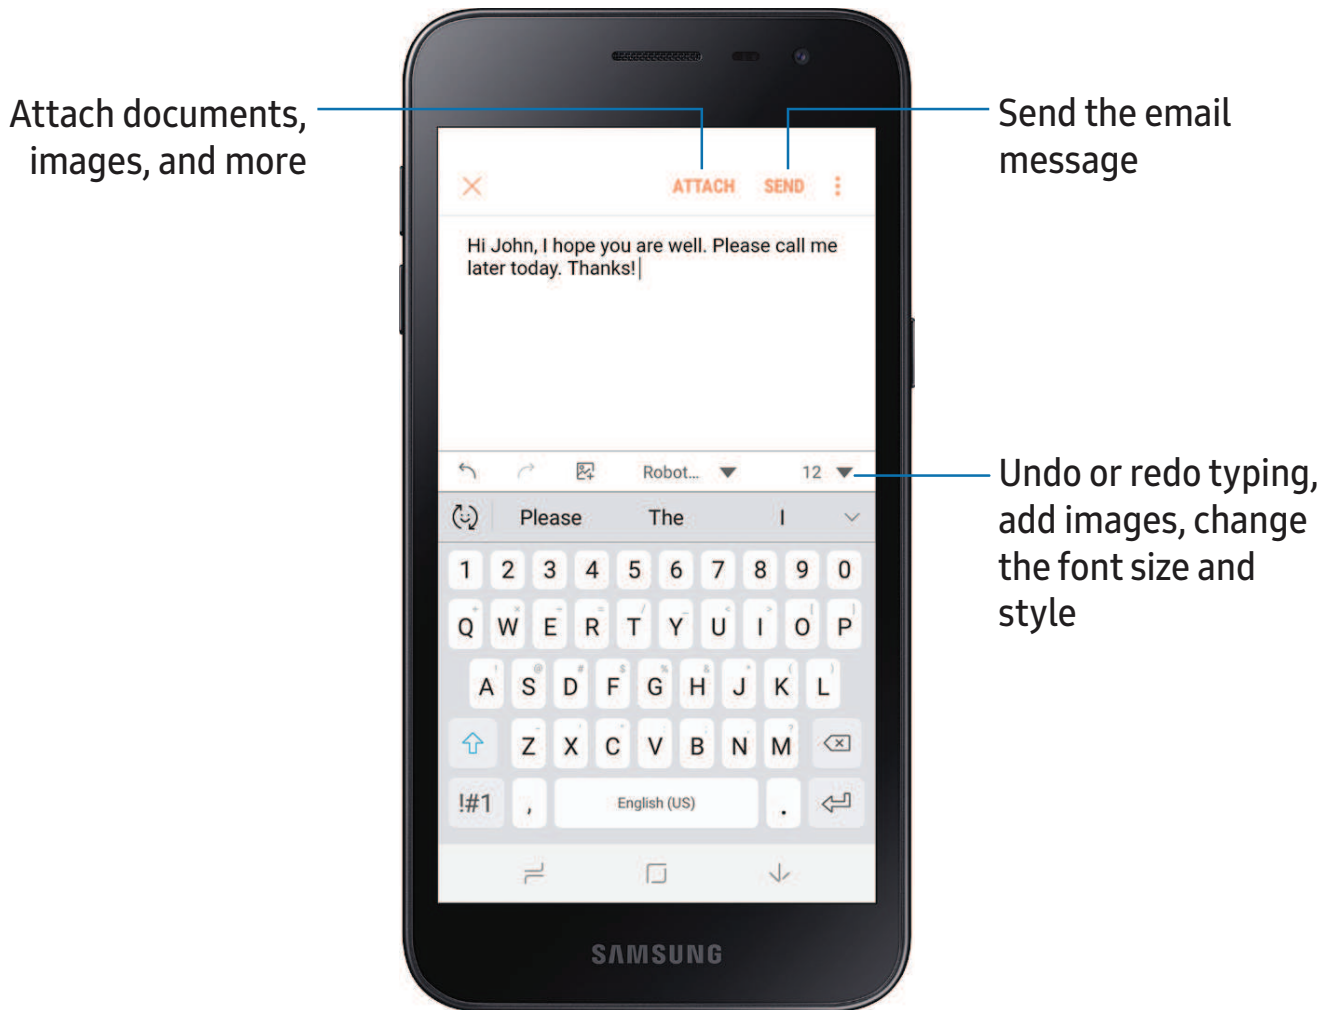 Attach documents,
images, and more
Send the email
message
ATTACH SEND
Hi John, I hope you are well. Please call me
later today. Thanks!
Robot... 12
Undo or redo typing,
add images, change
the font size and
style
Please The I
1 2 3 4 5 6 7 8 9 0
Q W E R T Y U I O P
A S D F G H J K L
Z X C V B N M
!#1 , English (US) .
SAMSUNG